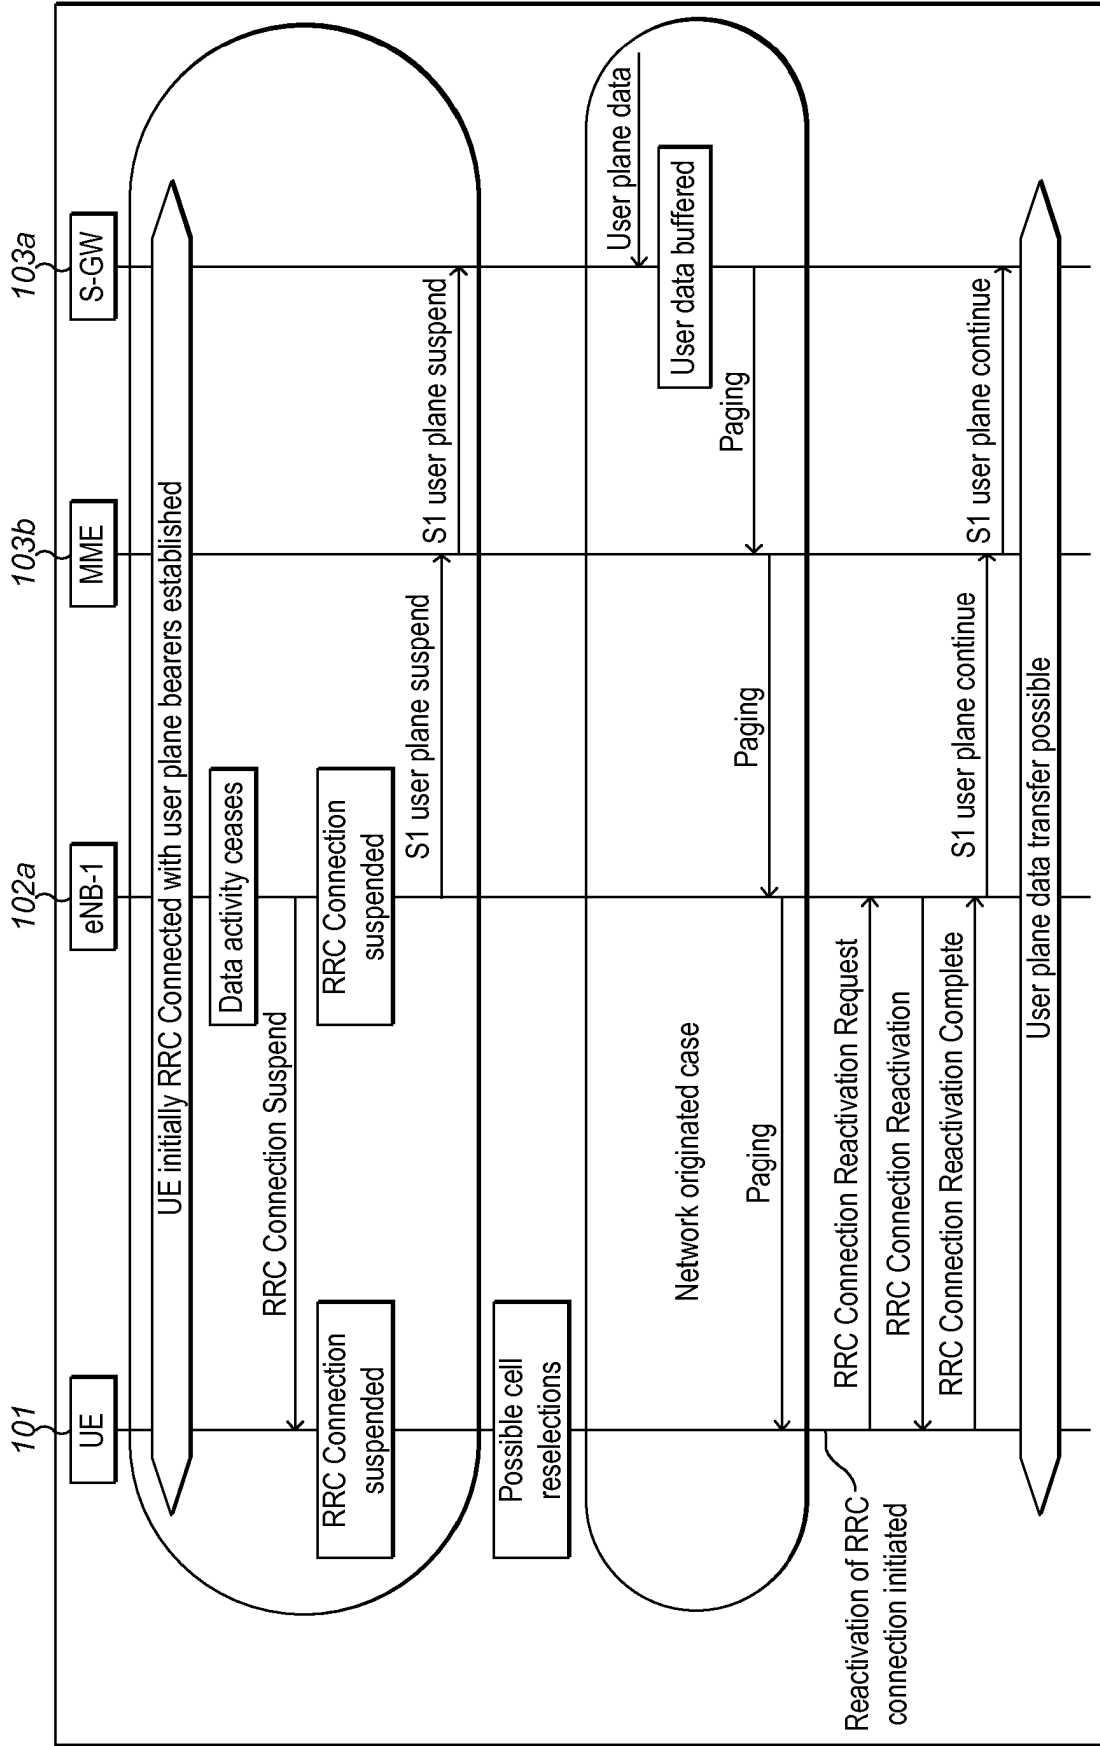 101
102a
103b
103a
UE
eNB-1
MME
S-GW
UE initially RRC Connected with user plane bearers established
Data activity ceases
RRC Connection Suspend
RRC Connection
suspended
RRC Connection
suspended
S1 user plane suspend
S1 user plane suspend
Possible cell
reselections
User plane data
User data buffered
Network originated case
Paging
Paging
Paging
Reactivation of RRC
connection initiated
RRC Connection Reactivation Request
RRC Connection Reactivation
RRC Connection Reactivation Complete
S1 user plane continue
S1 user plane continue
User plane data transfer possible